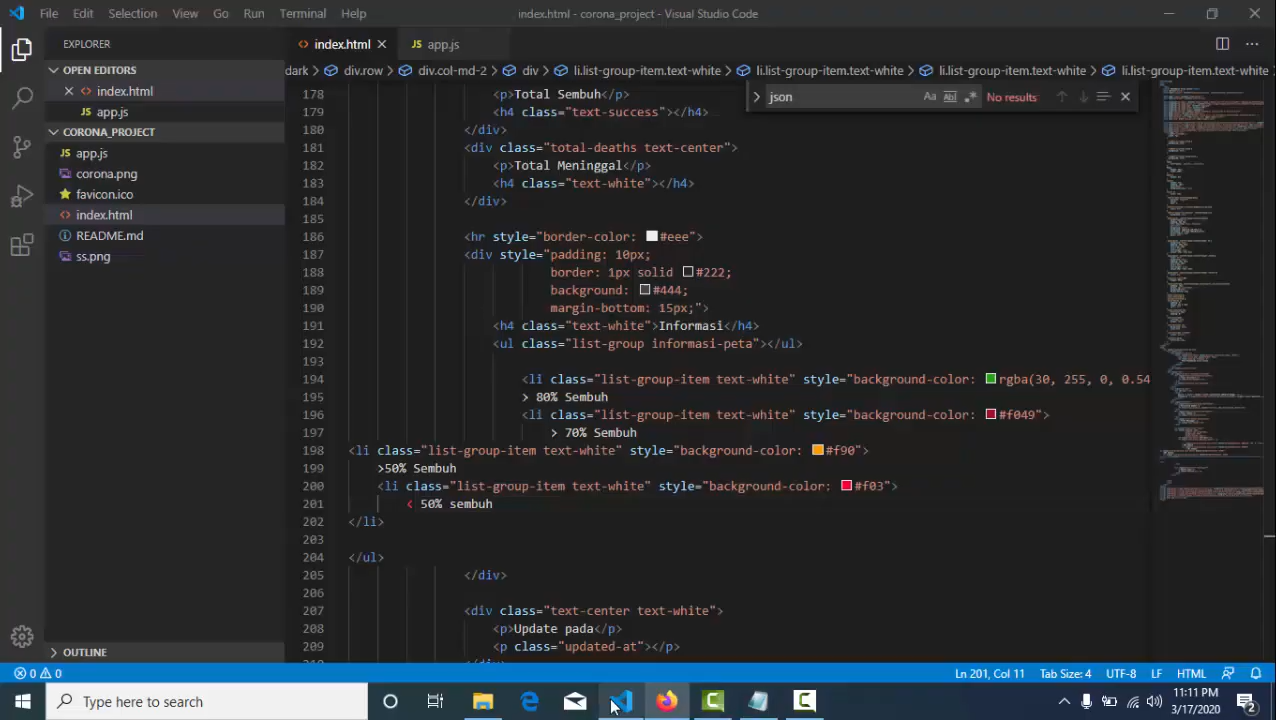 File Edit Selection View Go Run Terminal Help index.html - corona_project - Visual Studio Code
EXPLORER
OPEN EDITORS
index.html
app.js
CORONA_PROJECT
app.js
corona.png
favicon.ico
index.html
README.md
ss.png
OUTLINE
index.html app.js
dark > div.row > div.col-md-2 > div > li.list-group-item.text-white > li.list-group-item.text-white > li.list-group-item.text-white > li.list-group-item.text-white
json Aa Abl .* No results
178 <p>Total Sembuh</p>
179 <h4 class="text-success"></h4>
180 </div>
181 <div class="total-deaths text-center">
182 <p>Total Meninggal</p>
183 <h4 class="text-white"></h4>
184 </div>
185
186 <hr style="border-color: #eee">
187 <div style="padding: 10px;
188 border: 1px solid #222;
189 background: #444;
190 margin-bottom: 15px;">
191 <h4 class="text-white">Informasi</h4>
192 <ul class="list-group informasi-peta"></ul>
193
194 <li class="list-group-item text-white" style="background-color: rgba(30, 255, 0, 0.54
195 > 80% Sembuh
196 <li class="list-group-item text-white" style="background-color: #f049">
197 > 70% Sembuh
198 <li class="list-group-item text-white" style="background-color: #f90">
199 >50% Sembuh
200 <li class="list-group-item text-white" style="background-color: #f03">
201 < 50% sembuh
202 </li>
203
204 </ul>
205 </div>
207 <div class="text-center text-white">
208 <p>Update pada</p>
209 <p class="updated-at"></p>
0 0 Ln 201, Col 11 Tab Size: 4 UTF-8 LF HTML
Type here to search
11:11 PM
3/17/2020
2